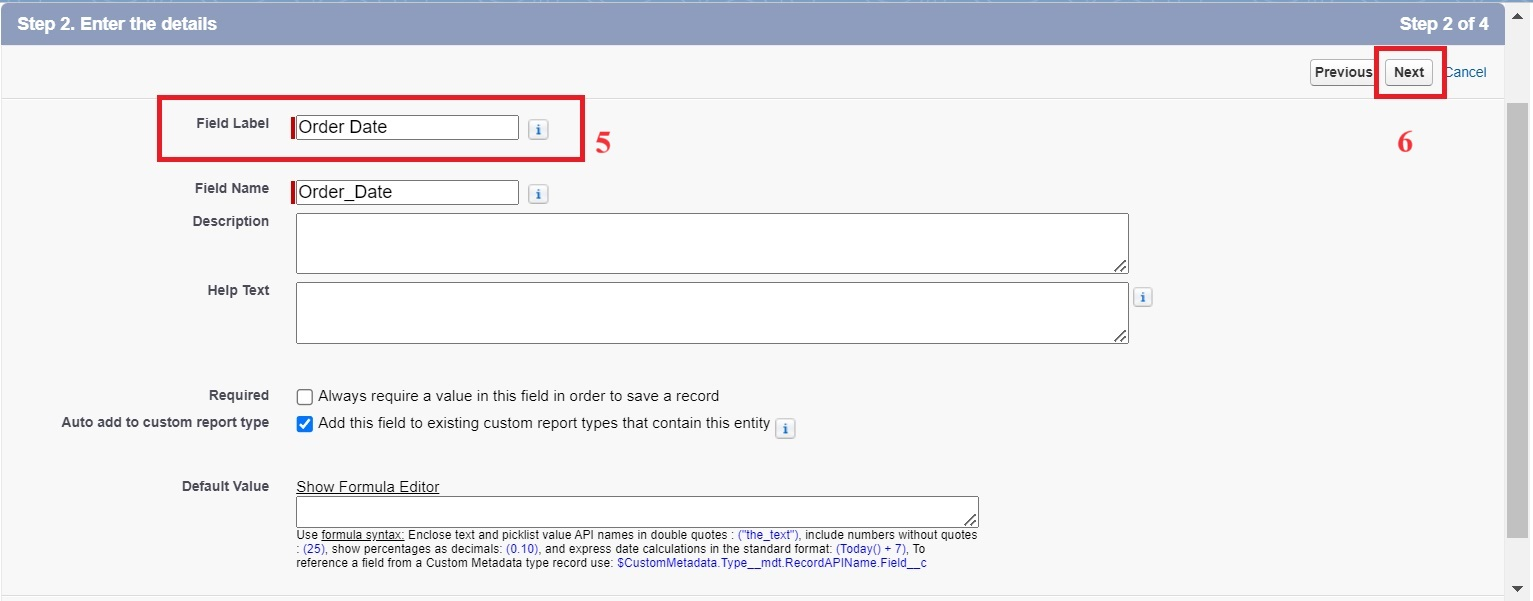 Step 2. Enter the details
Step 2 of 4
Previous
Next
Cancel
Field Label
Order Date
i
5
6
Field Name
Order_Date
i
Description
Help Text
i
Required
Always require a value in this field in order to save a record
Auto add to custom report type
Add this field to existing custom report types that contain this entity
i
Default Value
Show Formula Editor
Use formula syntax: Enclose text and picklist value API names in double quotes : ("the_text"), include numbers without quotes
: (25), show percentages as decimals: (0.10), and express date calculations in the standard format: (Today() + 7), To
reference a field from a Custom Metadata type record use: $CustomMetadata.Type__mdt.RecordAPIName.Field__c